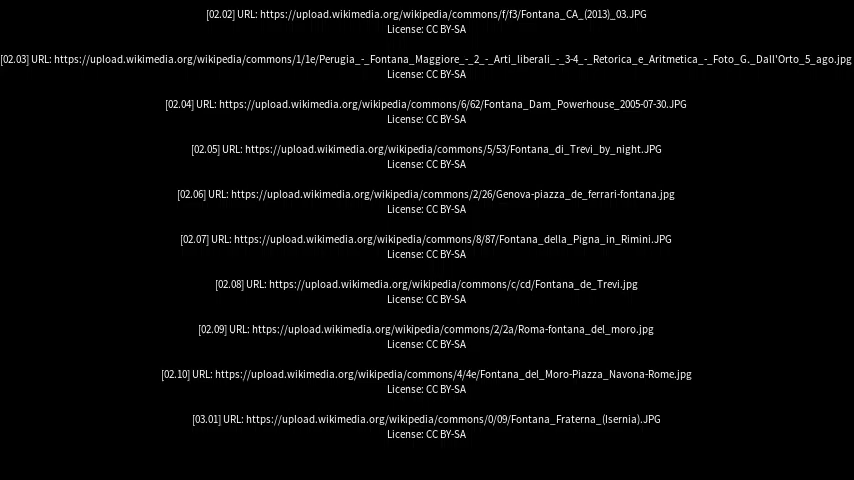 [02.02] URL: https://upload.wikimedia.org/wikipedia/commons/f/f3/Fontana_CA_(2013)_03.JPG
License: CC BY-SA
[02.03] URL: https://upload.wikimedia.org/wikipedia/commons/1/1e/Perugia_-_Fontana_Maggiore_-_2_-_Arti_liberali_-_3-4_-_Retorica_e_Aritmetica_-_Foto_G._Dall'Orto_5_ago.jpg
License: CC BY-SA
[02.04] URL: https://upload.wikimedia.org/wikipedia/commons/6/62/Fontana_Dam_Powerhouse_2005-07-30.JPG
License: CC BY-SA
[02.05] URL: https://upload.wikimedia.org/wikipedia/commons/5/53/Fontana_di_Trevi_by_night.JPG
License: CC BY-SA
[02.06] URL: https://upload.wikimedia.org/wikipedia/commons/2/26/Genova-piazza_de_ferrari-fontana.jpg
License: CC BY-SA
[02.07] URL: https://upload.wikimedia.org/wikipedia/commons/8/87/Fontana_della_Pigna_in_Rimini.JPG
License: CC BY-SA
[02.08] URL: https://upload.wikimedia.org/wikipedia/commons/c/cd/Fontana_de_Trevi.jpg
License: CC BY-SA
[02.09] URL: https://upload.wikimedia.org/wikipedia/commons/2/2a/Roma-fontana_del_moro.jpg
License: CC BY-SA
[02.10] URL: https://upload.wikimedia.org/wikipedia/commons/4/4e/Fontana_del_Moro-Piazza_Navona-Rome.jpg
License: CC BY-SA
[03.01] URL: https://upload.wikimedia.org/wikipedia/commons/0/09/Fontana_Fraterna_(Isernia).JPG
License: CC BY-SA